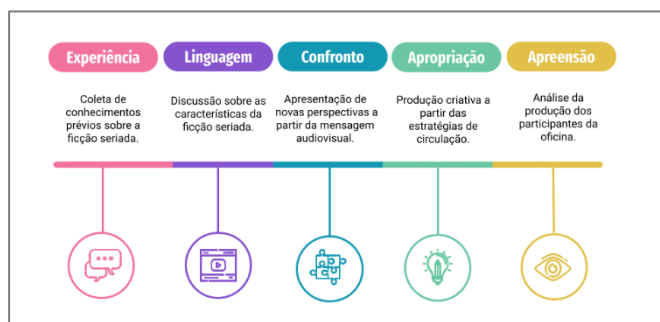 Experiência
Linguagem
Confronto
Apropriação
Apreensão
Coleta de
conhecimentos
prévios sobre a
ficção seriada.
Discussão sobre as
características da
ficção seriada.
Apresentação de
novas perspectivas a
partir da mensagem
audiovisual.
Produção criativa a
partir das
estratégias de
circulação.
Análise da
produção dos
participantes da
oficina.